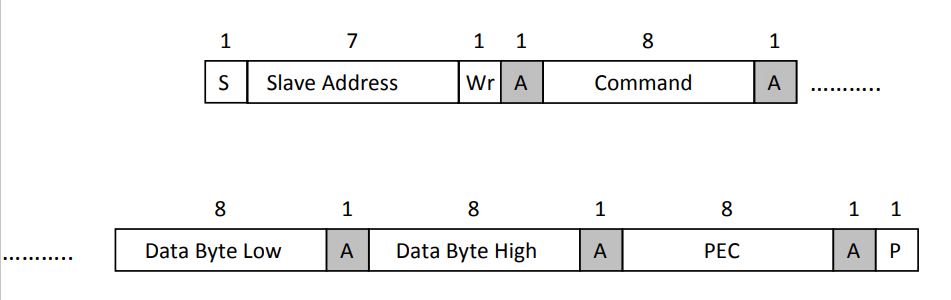 1 7 1 1 8 1
S Slave Address Wr A Command A ...........
8 1 8 1 8 1 1
........... Data Byte Low A Data Byte High A PEC A P